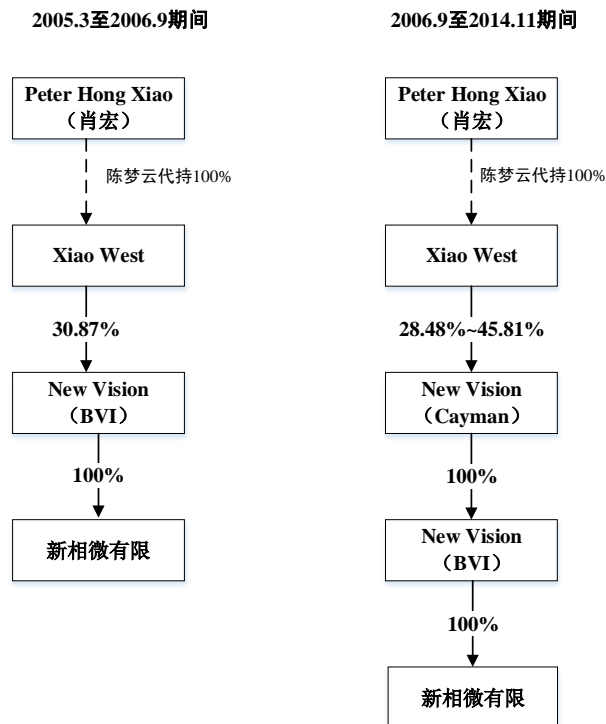 2005.3至2006.9期间
Peter Hong Xiao
（肖宏）
陈梦云代持100%
Xiao West
30.87%
New Vision
（BVI）
100%
新相微有限
2006.9至2014.11期间
Peter Hong Xiao
（肖宏）
陈梦云代持100%
Xiao West
28.48%~45.81%
New Vision
（Cayman）
100%
New Vision
（BVI）
100%
新相微有限